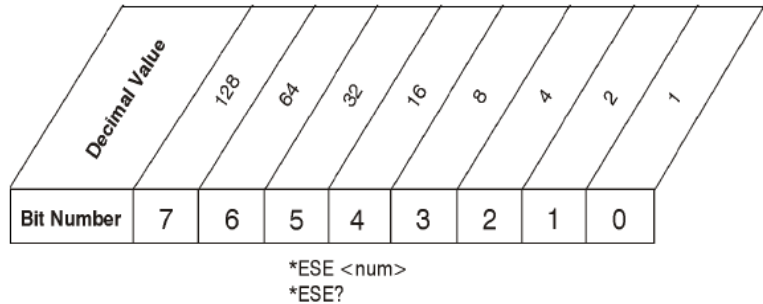 Decimal Value 128 64 32 16 8 4 2 1
Bit Number 7 6 5 4 3 2 1 0
*ESE <num>
*ESE?